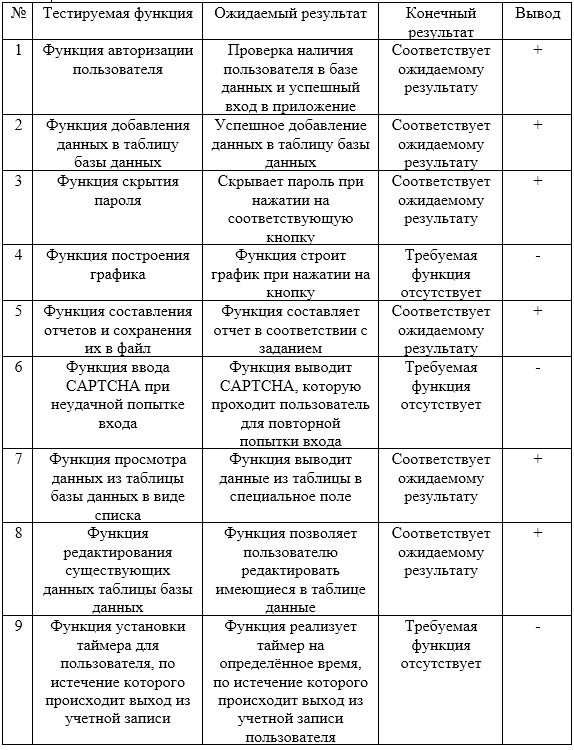 № Тестируемая функция Ожидаемый результат Конечный результат Вывод
1 Функция авторизации пользователя Проверка наличия пользователя в базе данных и успешный вход в приложение Соответствует ожидаемому результату +
2 Функция добавления данных в таблицу базы данных Успешное добавление данных в таблицу базы данных Соответствует ожидаемому результату +
3 Функция скрытия пароля Скрывает пароль при нажатии на соответствующую кнопку Соответствует ожидаемому результату +
4 Функция построения графика Функция строит график при нажатии на кнопку Требуемая функция отсутствует -
5 Функция составления отчетов и сохранения их в файл Функция составляет отчет в соответствии с заданием Соответствует ожидаемому результату +
6 Функция ввода CAPTCHA при неудачной попытке входа Функция выводит CAPTCHA, которую проходит пользователь для повторной попытки входа Требуемая функция отсутствует -
7 Функция просмотра данных из таблицы базы данных в виде списка Функция выводит данные из таблицы в специальное поле Соответствует ожидаемому результату +
8 Функция редактирования существующих данных таблицы базы данных Функция позволяет пользователю редактировать имеющиеся в таблице данные Соответствует ожидаемому результату +
9 Функция установки таймера для пользователя, по истечение которого происходит выход из учетной записи Функция реализует таймер на определённое время, по истечение которого происходит выход из учетной записи пользователя Требуемая функция отсутствует -